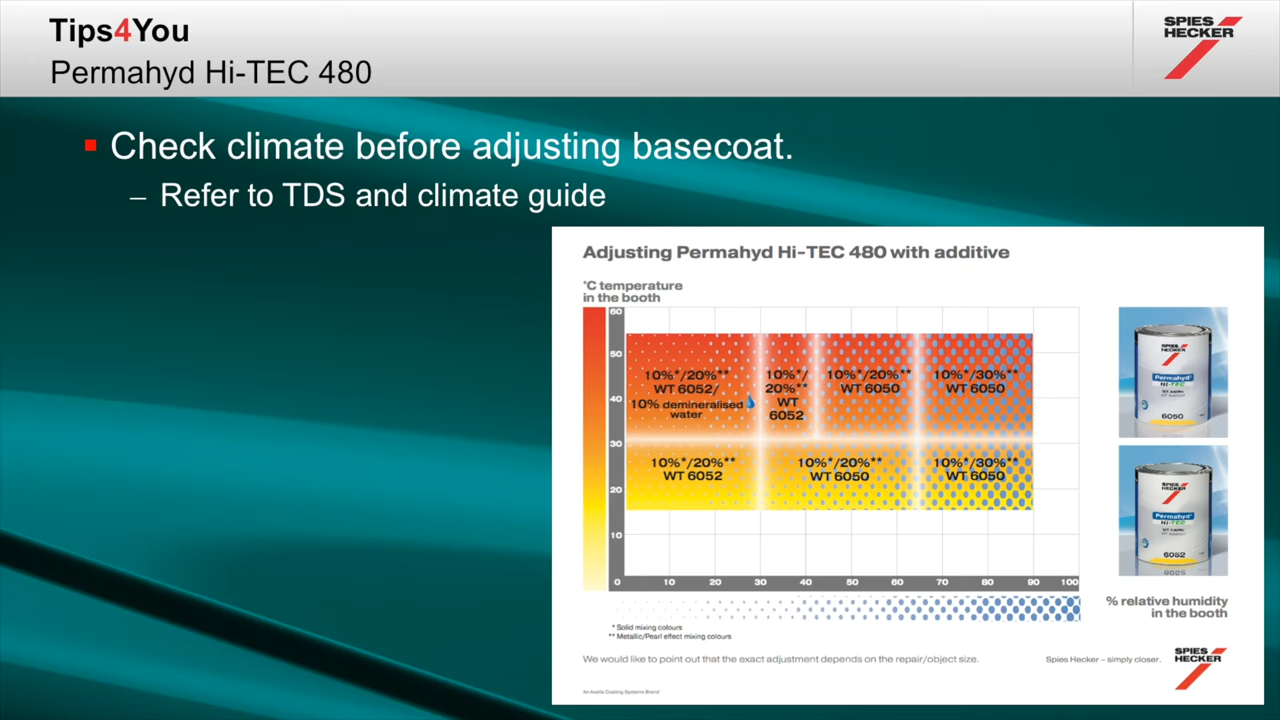 Tips4You
Permahyd Hi-TEC 480
SPIES
HECKER
Check climate before adjusting basecoat.
– Refer to TDS and climate guide
Adjusting Permahyd Hi-TEC 480 with additive
°C temperature
in the booth
60
50
40
30
20
10
10%*/20%**
WT 6052/
10% demineralised
water
10%*/
20%**
WT
6052
10%*/20%**
WT 6050
10%*/30%**
WT 6050
10%*/20%**
WT 6052
10%*/20%**
WT 6050
10%*/30%**
WT 6050
0 10 20 30 40 50 60 70 80 90 100
SPIES
HECKER
Permahyd
Hi-TEC
6050
SPIES
HECKER
Permahyd
Hi-TEC
6052
% relative humidity
in the booth
* Solid mixing colours
** Metallic/Pearl effect mixing colours
We would like to point out that the exact adjustment depends on the repair/object size.
Spies Hecker – simply closer.
SPIES
HECKER
An Axalta Coating Systems Brand